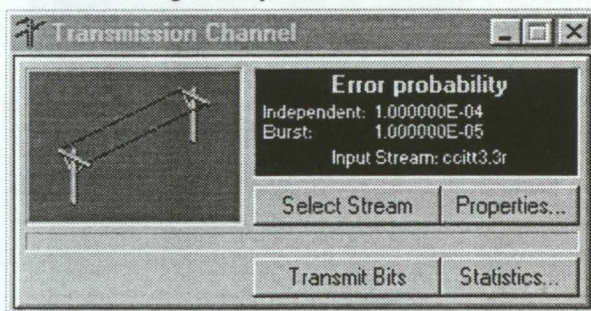 Transmission Channel
Error probability
Independent: 1.000000E-04
Burst: 1.000000E-05
Input Stream: ccitt3.3r
Select Stream Properties...
Transmit Bits Statistics...